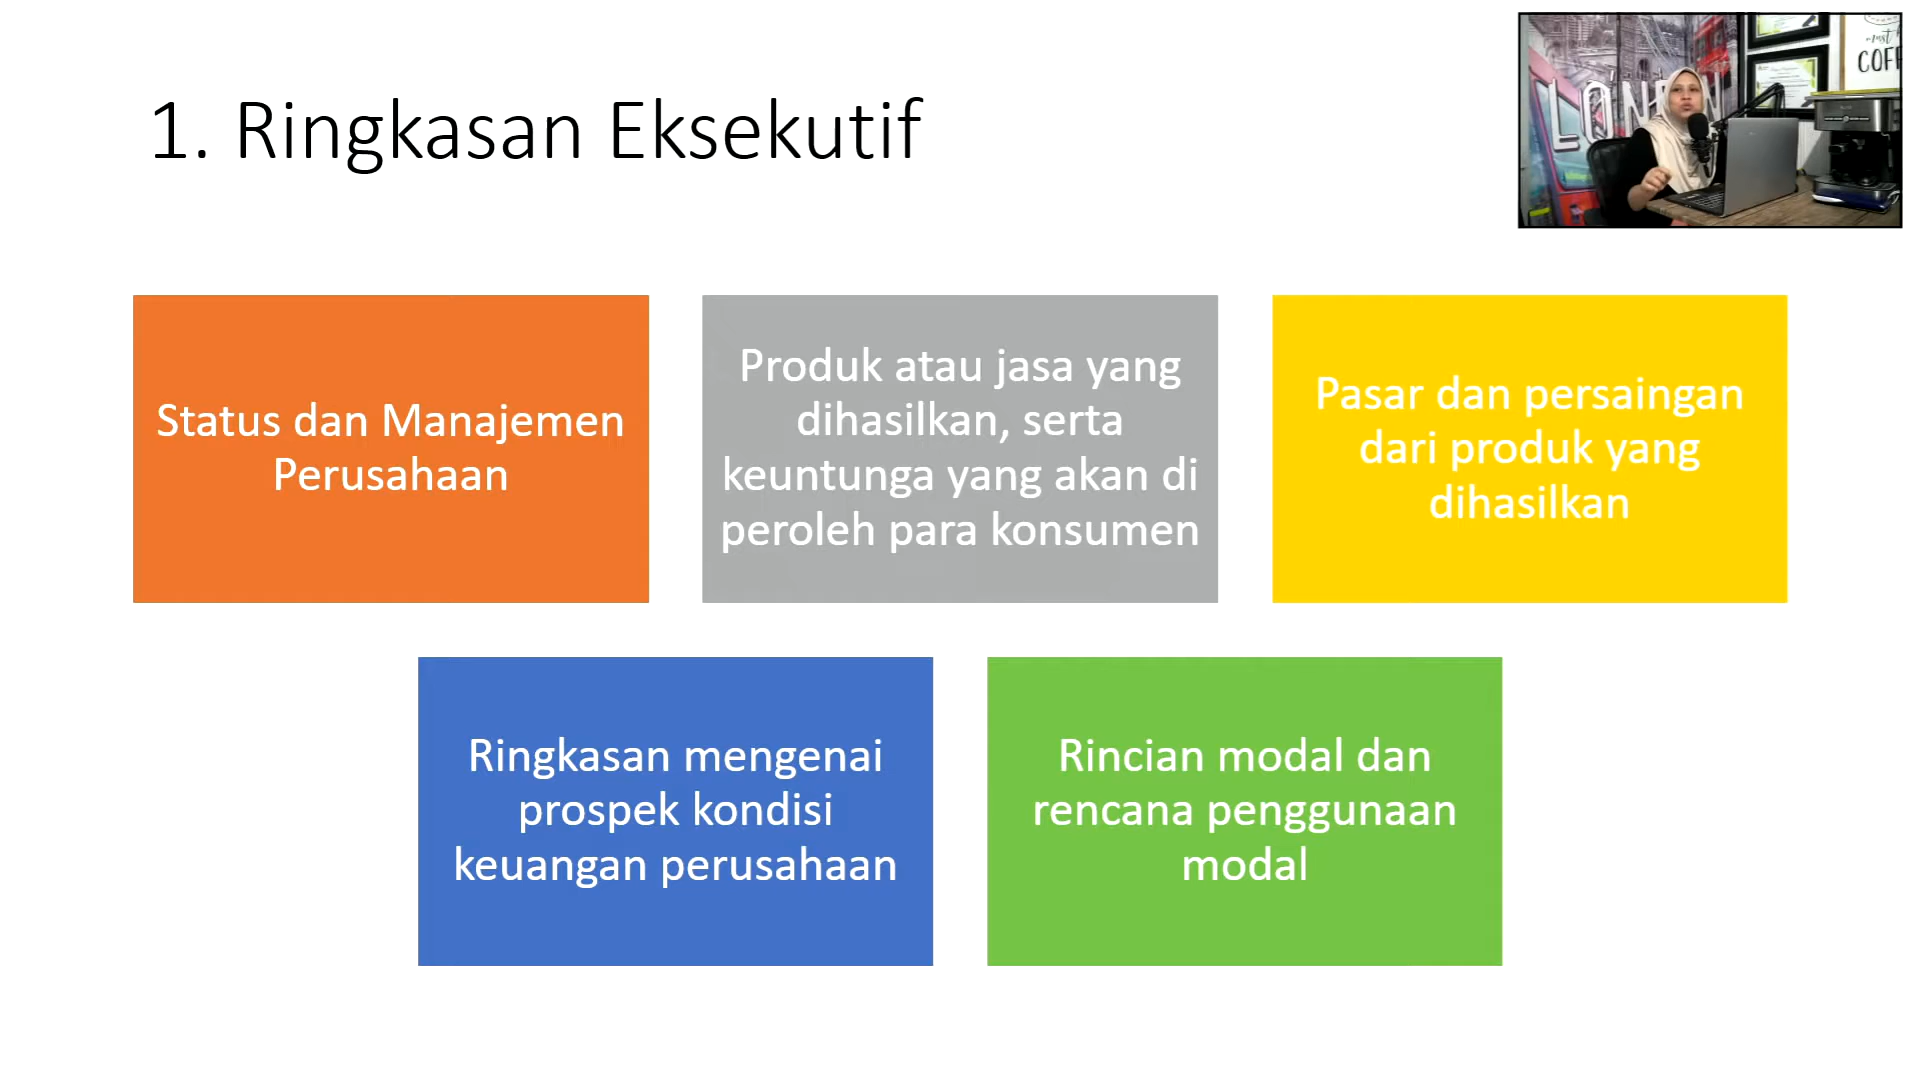 1. Ringkasan Eksekutif
LONDON
COFF
Status dan Manajemen
Perusahaan
Produk atau jasa yang
dihasilkan, serta
keuntunga yang akan di
peroleh para konsumen
Pasar dan persaingan
dari produk yang
dihasilkan
Ringkasan mengenai
prospek kondisi
keuangan perusahaan
Rincian modal dan
rencana penggunaan
modal